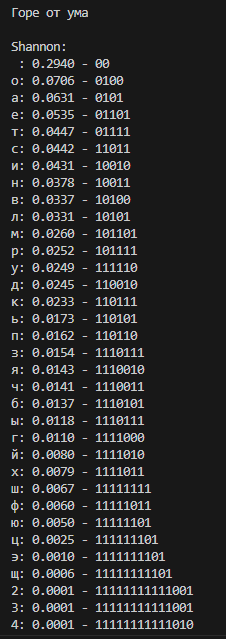 Горе от ума
Shannon:
 : 0.2940 - 00
о: 0.0706 - 0100
а: 0.0631 - 0101
е: 0.0535 - 01101
т: 0.0447 - 01111
с: 0.0442 - 11011
и: 0.0431 - 10010
н: 0.0378 - 10011
в: 0.0337 - 10100
л: 0.0331 - 10101
м: 0.0260 - 101101
р: 0.0252 - 101111
у: 0.0249 - 111110
д: 0.0245 - 110010
к: 0.0233 - 110111
ь: 0.0173 - 110101
п: 0.0162 - 110110
з: 0.0154 - 1110111
я: 0.0143 - 1110010
ч: 0.0141 - 1110011
б: 0.0137 - 1110101
ы: 0.0118 - 1110111
г: 0.0110 - 1111000
й: 0.0080 - 1111010
х: 0.0079 - 1111011
ш: 0.0067 - 11111111
ф: 0.0060 - 11111011
ю: 0.0050 - 11111101
ц: 0.0025 - 111111101
э: 0.0010 - 1111111101
щ: 0.0006 - 11111111101
2: 0.0001 - 11111111111001
3: 0.0001 - 11111111111001
4: 0.0001 - 11111111111010